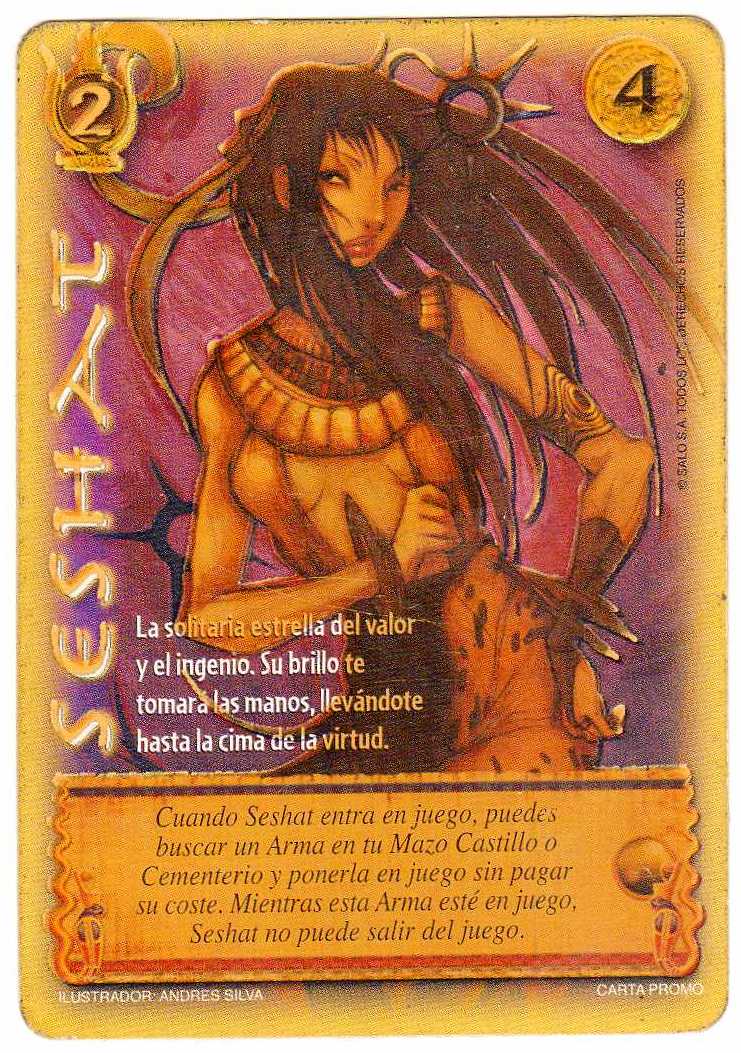 2
4
SESHAT
© SALO S.A. TODOS LOS DERECHOS RESERVADOS
La solitaria estrella del valor
y el ingenio. Su brillo te
tomará las manos, llevándote
hasta la cima de la virtud.
Cuando Seshat entra en juego, puedes
buscar un Arma en tu Mazo Castillo o
Cementerio y ponerla en juego sin pagar
su coste. Mientras esta Arma esté en juego,
Seshat no puede salir del juego.
ILUSTRADOR: ANDRES SILVA
CARTA PROMO